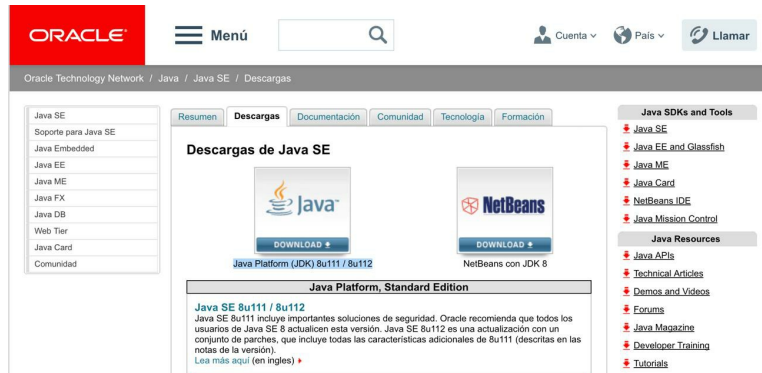 ORACLE
Menú
Cuenta
País
Llamar
Oracle Technology Network / Java / Java SE / Descargas
Java SE
Soporte para Java SE
Java Embedded
Java EE
Java ME
Java FX
Java DB
Web Tier
Java Card
Comunidad
Resumen
Descargas
Documentación
Comunidad
Tecnología
Formación
Descargas de Java SE
Java
DOWNLOAD
Java Platform (JDK) 8u111 / 8u112
NetBeans
DOWNLOAD
NetBeans con JDK 8
Java Platform, Standard Edition
Java SE 8u111 / 8u112
Java SE 8u111 incluye importantes soluciones de seguridad. Oracle recomienda que todos los
usuarios de Java SE 8 actualicen esta versión. Java SE 8u112 es una actualización con un
conjunto de parches, que incluye todas las características adicionales de 8u111 (descritas en las
notas de la versión).
Lea más aquí (en ingles)
Java SDKs and Tools
Java SE
Java EE and Glassfish
Java ME
Java Card
NetBeans IDE
Java Mission Control
Java Resources
Java APIs
Technical Articles
Demos and Videos
Forums
Java Magazine
Developer Training
Tutorials